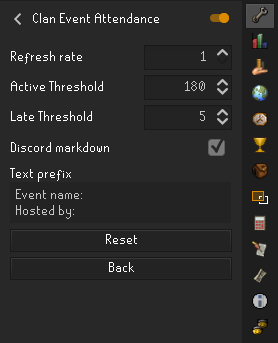 Clan Event Attendance
Refresh rate 1
Active Threshold 180
Late Threshold 5
Discord markdown
Text prefix
Event name:
Hosted by:
Reset
Back